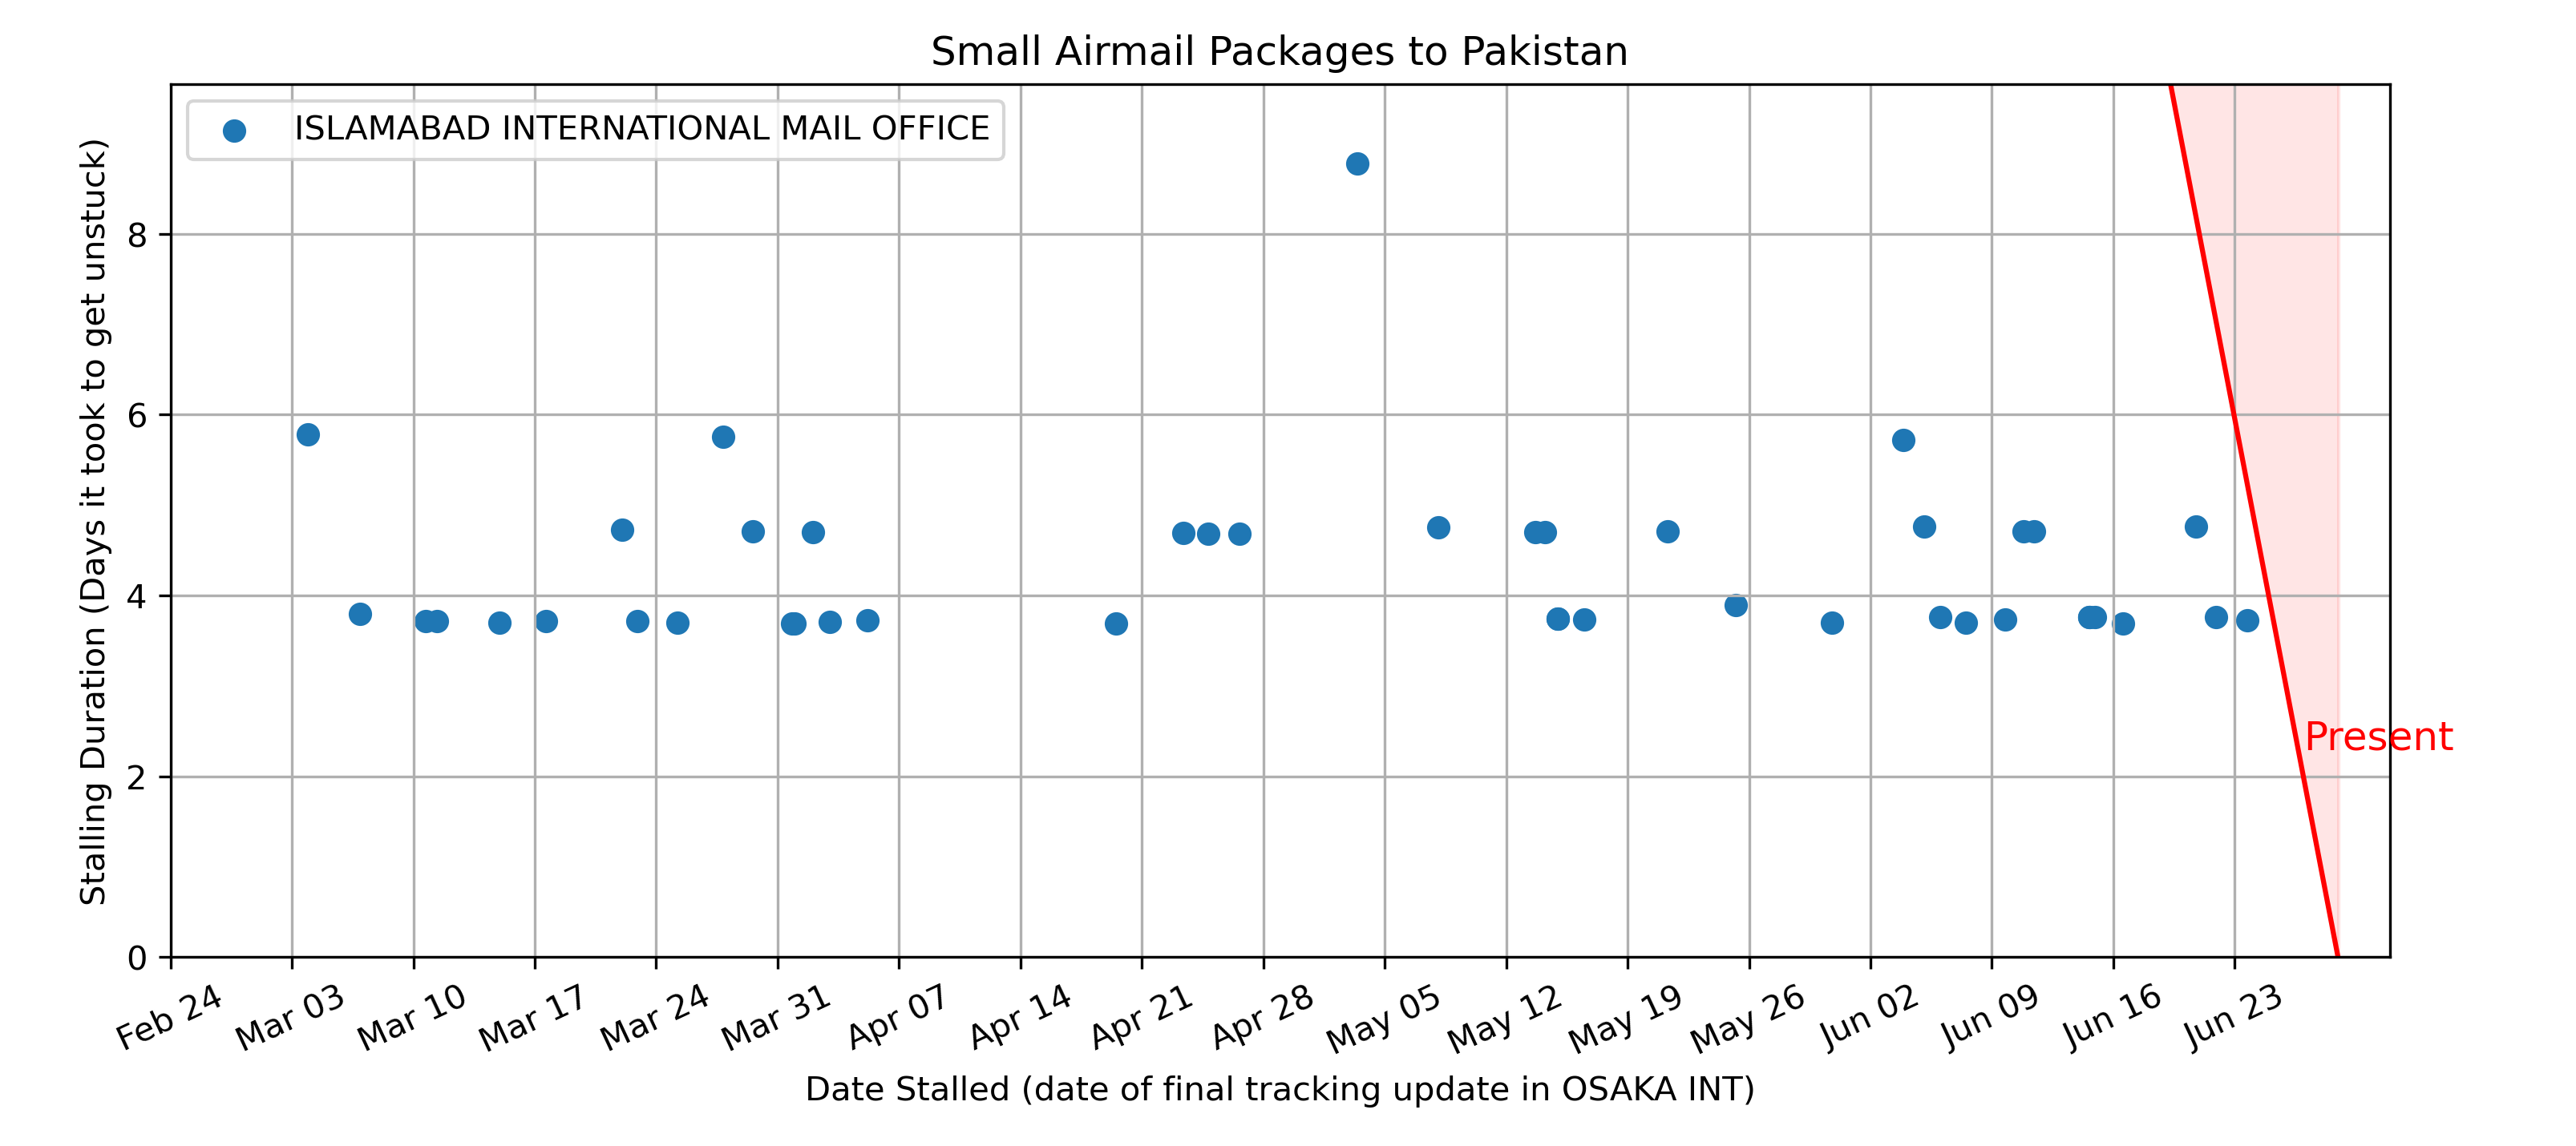 Small Airmail Packages to Pakistan
ISLAMABAD INTERNATIONAL MAIL OFFICE
Stalling Duration (Days it took to get unstuck)
8
6
4
2
0
Present
Feb 24 Mar 03 Mar 10 Mar 17 Mar 24 Mar 31 Apr 07 Apr 14 Apr 21 Apr 28 May 05 May 12 May 19 May 26 Jun 02 Jun 09 Jun 16 Jun 23
Date Stalled (date of final tracking update in OSAKA INT)